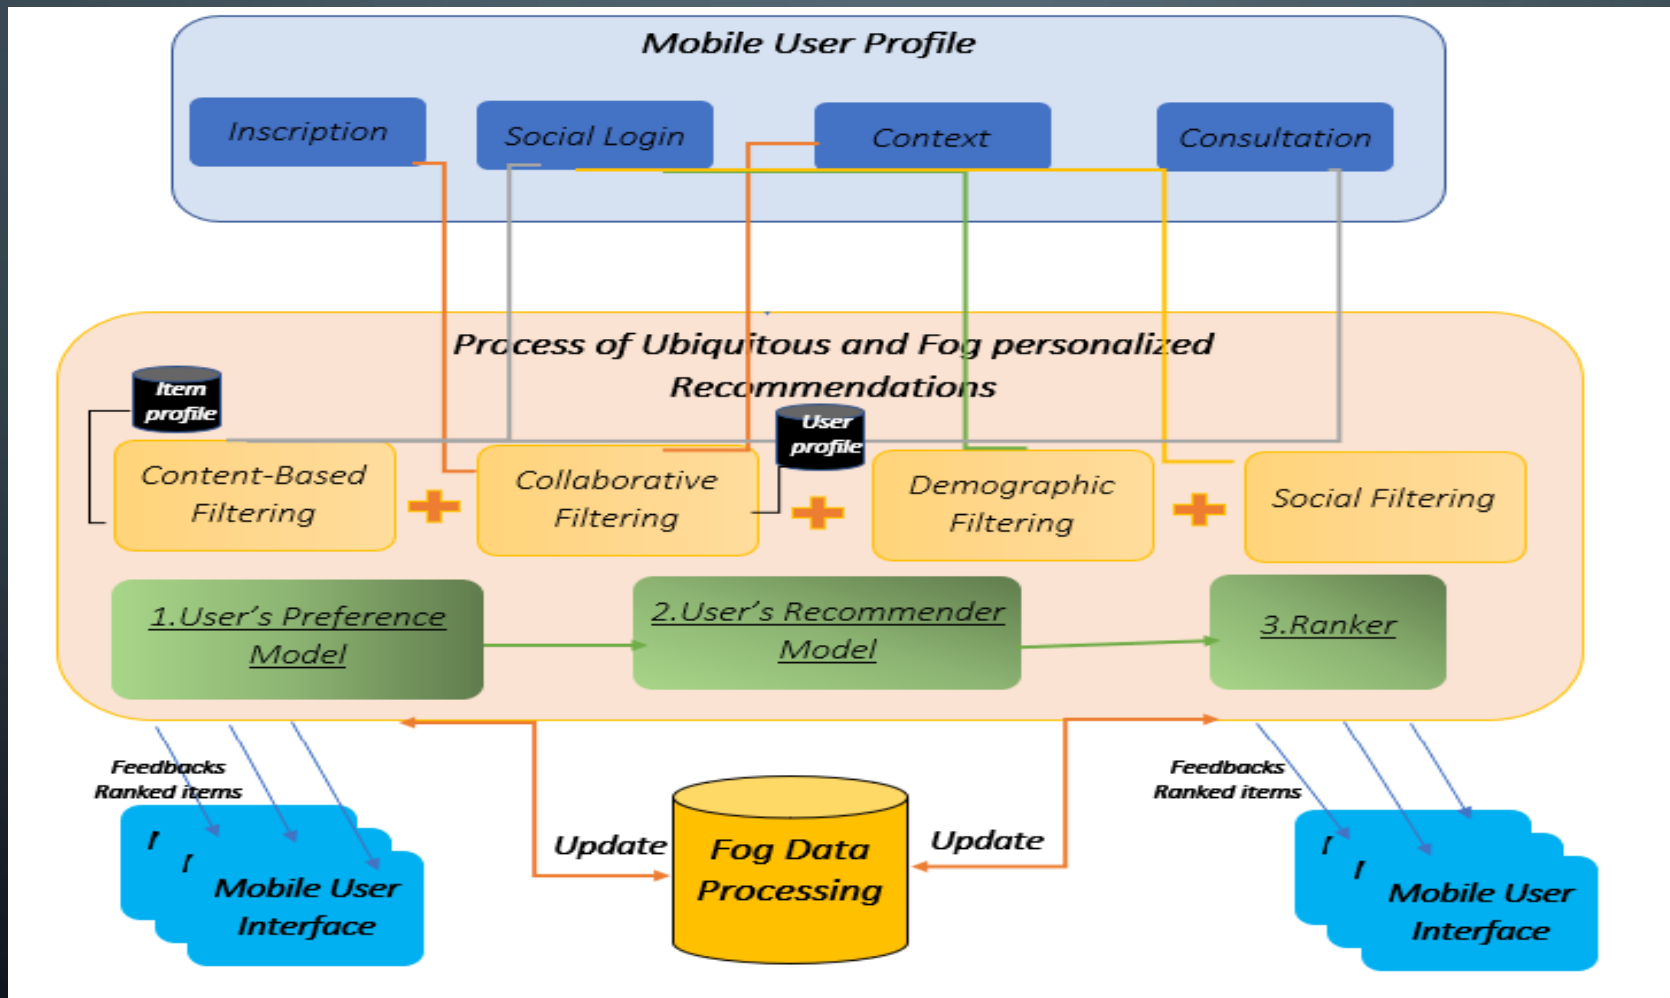 Mobile User Profile
Inscription
Social Login
Context
Consultation
Process of Ubiquitous and Fog personalized
Recommendations
Item
profile
User
profile
Content-Based
Filtering
Collaborative
Filtering
Demographic
Filtering
Social Filtering
1.User's Preference
Model
2.User's Recommender
Model
3.Ranker
Feedbacks
Ranked items
Feedbacks
Ranked items
Update
Fog Data
Processing
Update
Mobile User
Interface
Mobile User
Interface